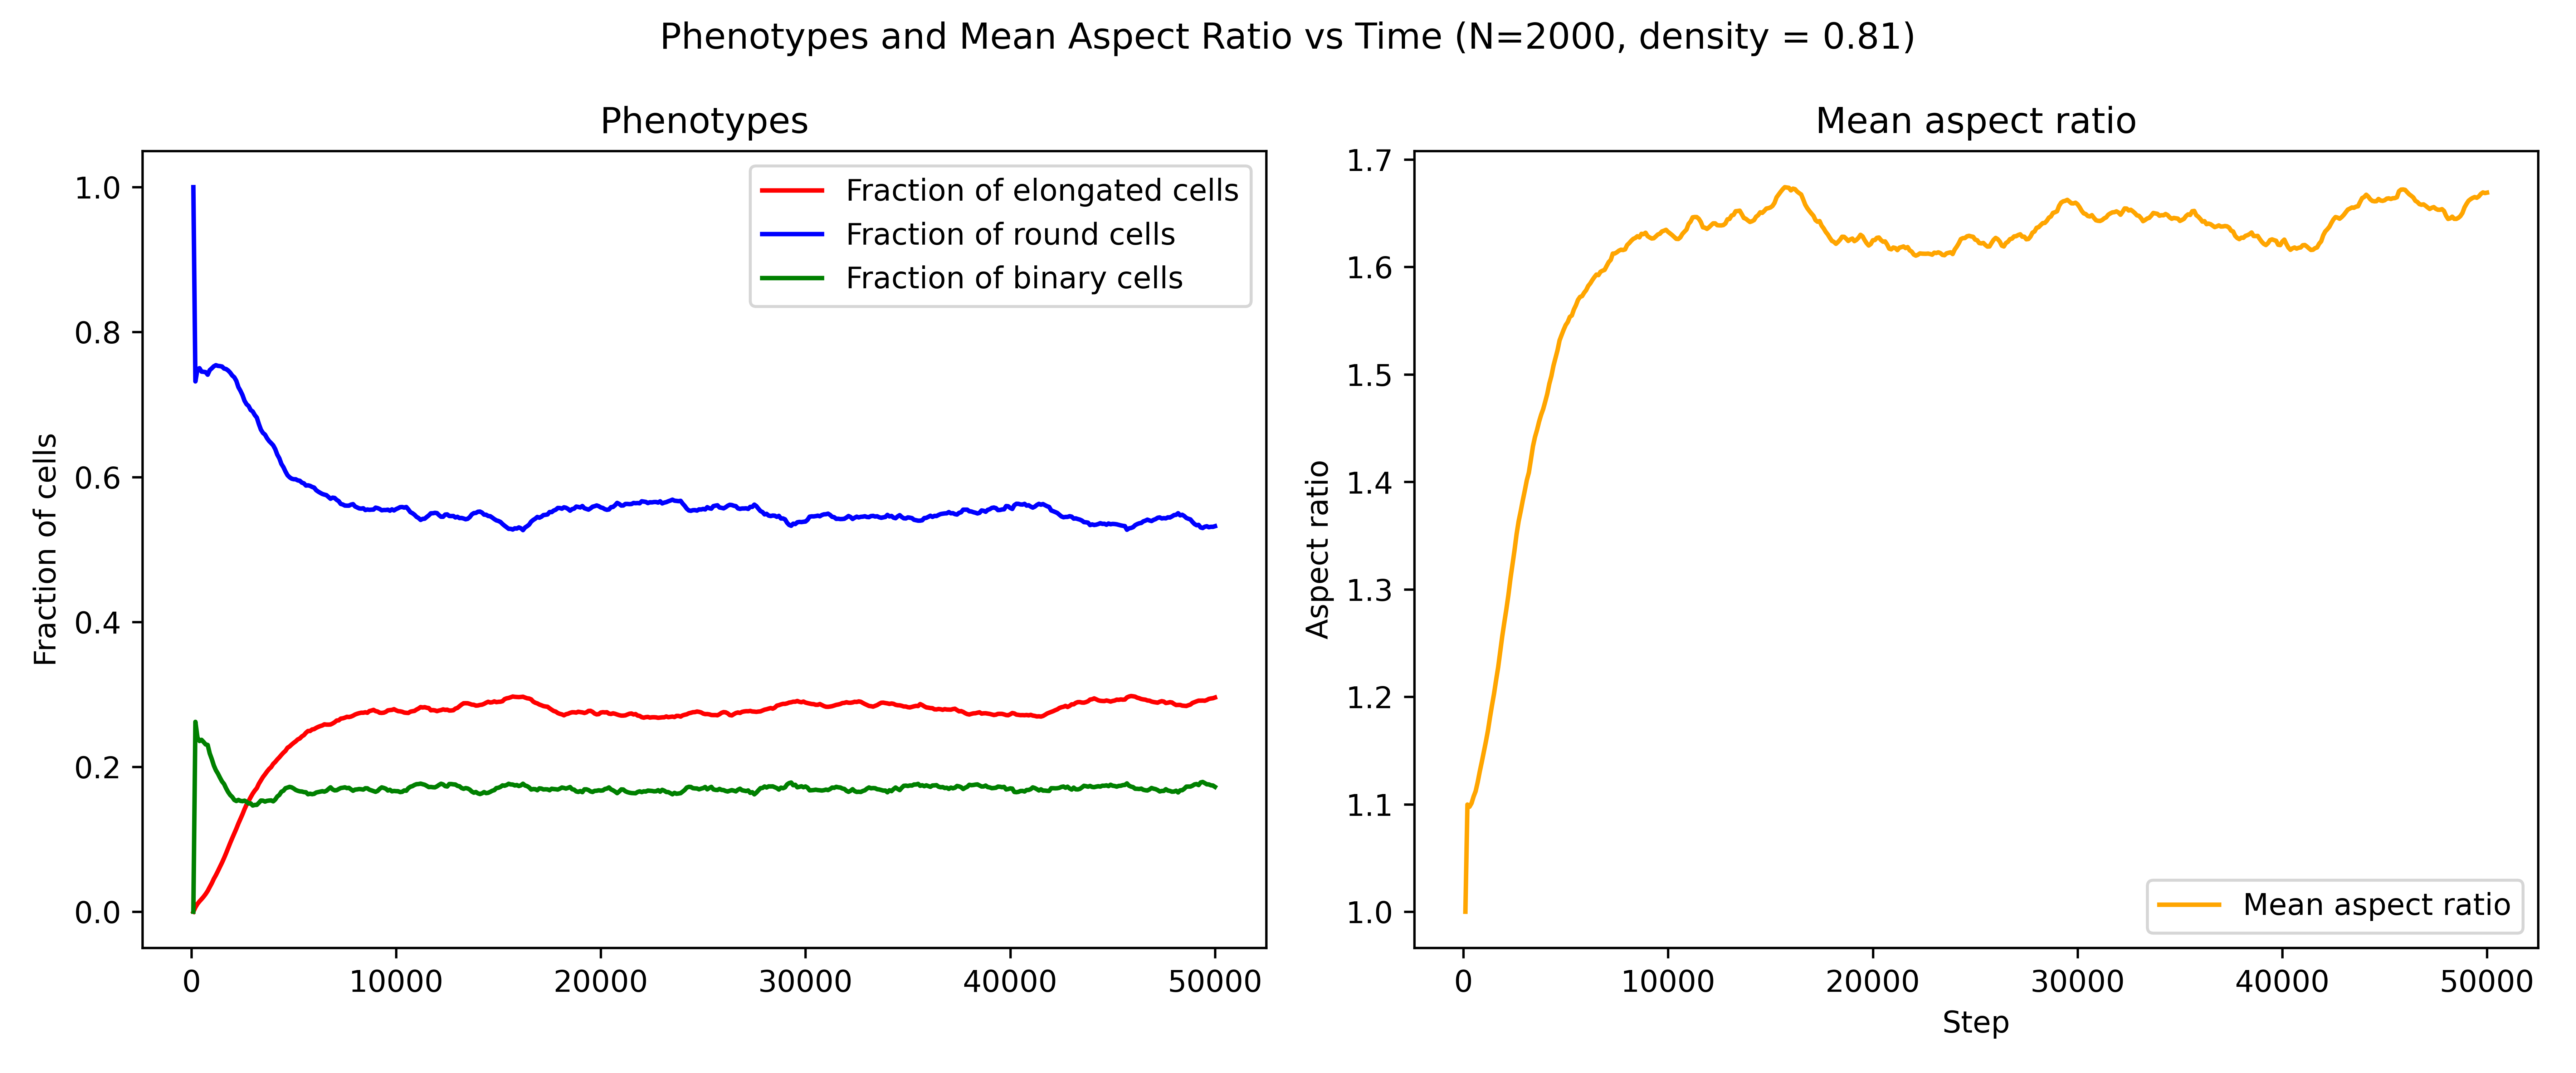 Phenotypes and Mean Aspect Ratio vs Time (N=2000, density = 0.81)
Phenotypes
Fraction of cells
1.0
0.8
0.6
0.4
0.2
0.0
Fraction of elongated cells
Fraction of round cells
Fraction of binary cells
0 10000 20000 30000 40000 50000
Mean aspect ratio
Aspect ratio
1.7
1.6
1.5
1.4
1.3
1.2
1.1
1.0
Mean aspect ratio
0 10000 20000 30000 40000 50000
Step